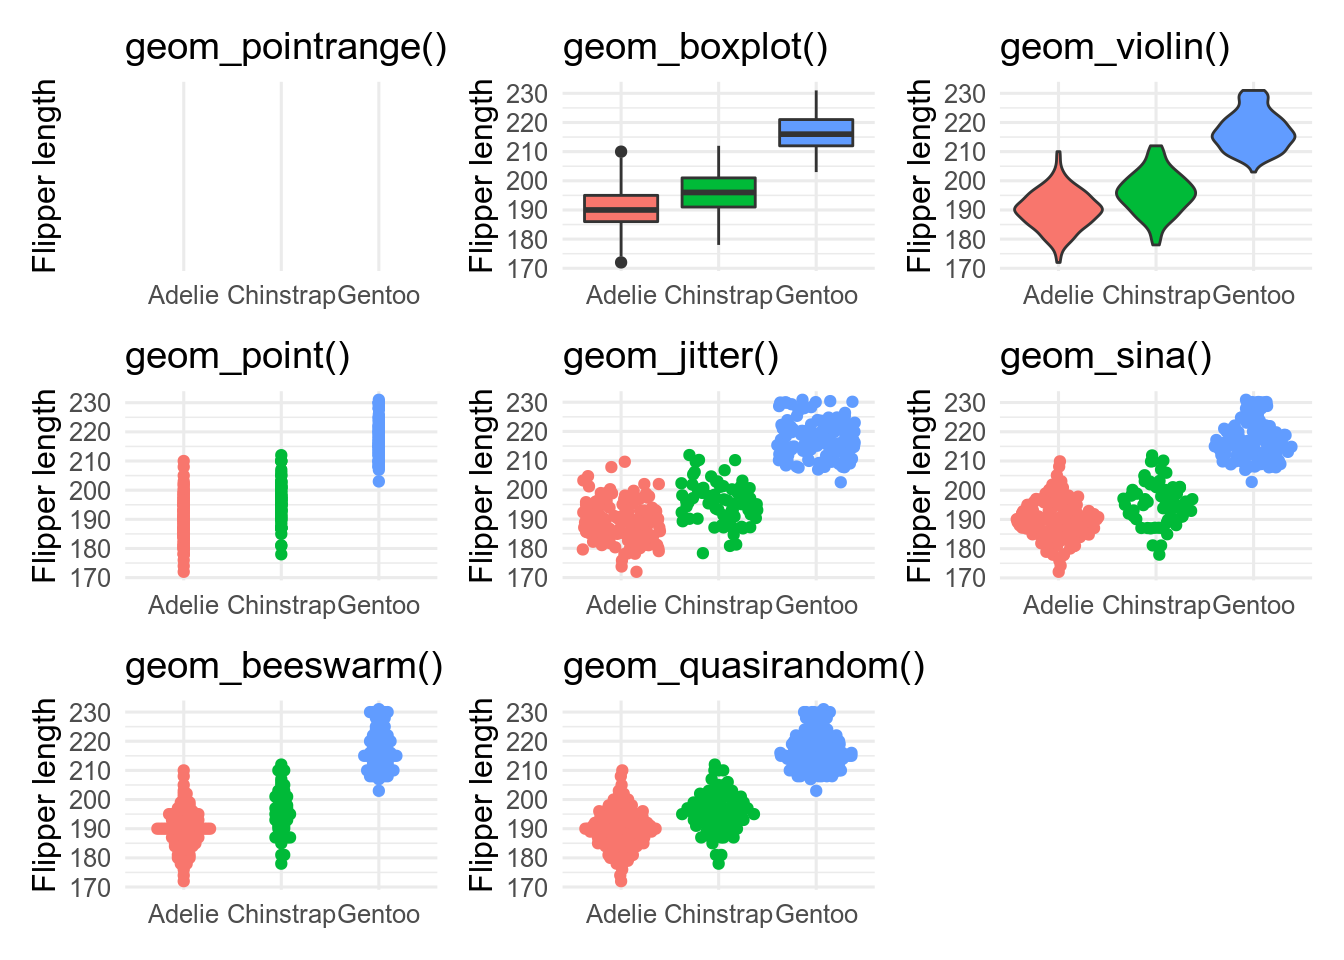 geom_pointrange()
Flipper length
Adelie Chinstrap Gentoo
geom_boxplot()
Flipper length
230
220
210
200
190
180
170
Adelie Chinstrap Gentoo
geom_violin()
Flipper length
230
220
210
200
190
180
170
Adelie Chinstrap Gentoo
geom_point()
Flipper length
230
220
210
200
190
180
170
Adelie Chinstrap Gentoo
geom_jitter()
Flipper length
230
220
210
200
190
180
170
Adelie Chinstrap Gentoo
geom_sina()
Flipper length
230
220
210
200
190
180
170
Adelie Chinstrap Gentoo
geom_beeswarm()
Flipper length
230
220
210
200
190
180
170
Adelie Chinstrap Gentoo
geom_quasirandom()
Flipper length
230
220
210
200
190
180
170
Adelie Chinstrap Gentoo